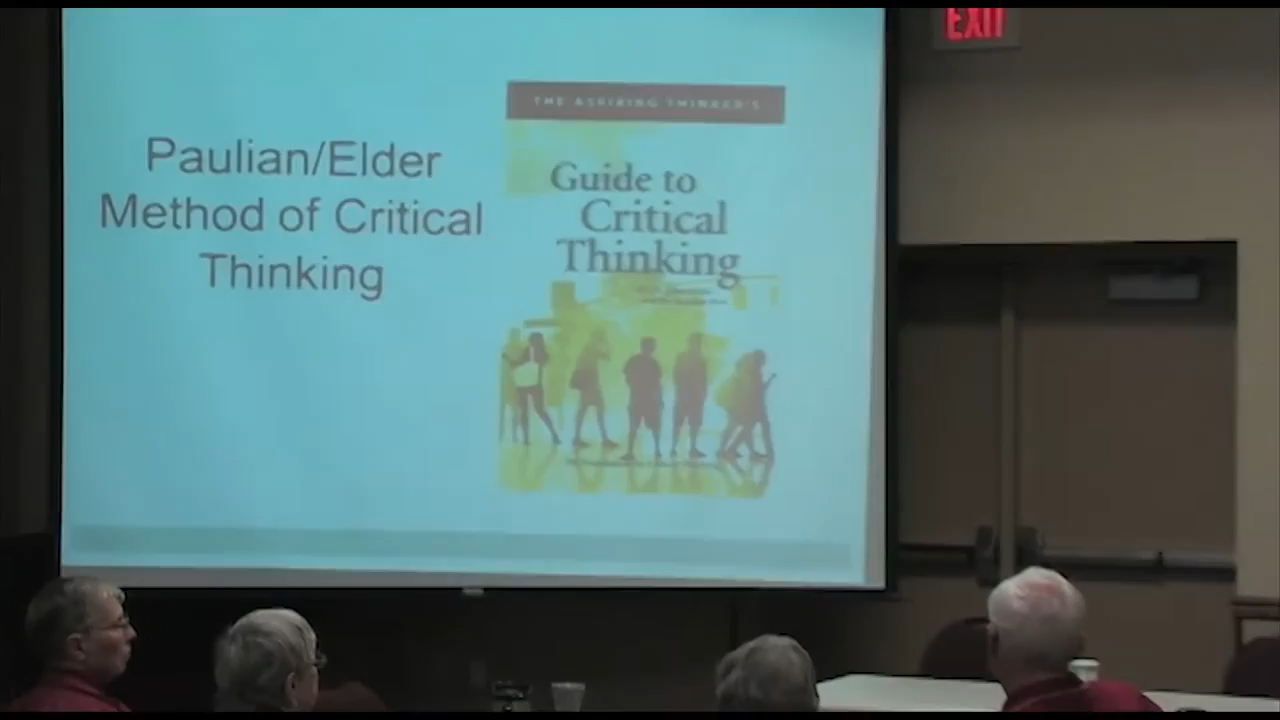 EXIT
Paulian/Elder
Method of Critical
Thinking
THE ASPIRING THINKER'S
Guide to
Critical
Thinking